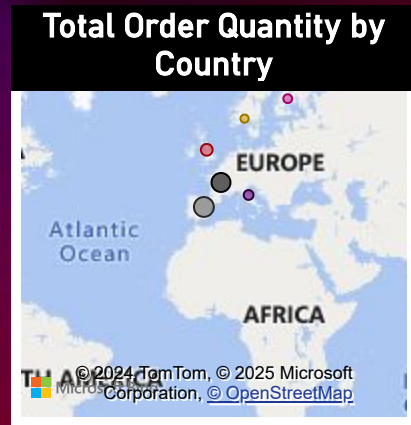 Total Order Quantity by
Country
EUROPE
Atlantic
Ocean
AFRICA
© 2024 TomTom, © 2025 Microsoft
Corporation, © OpenStreetMap